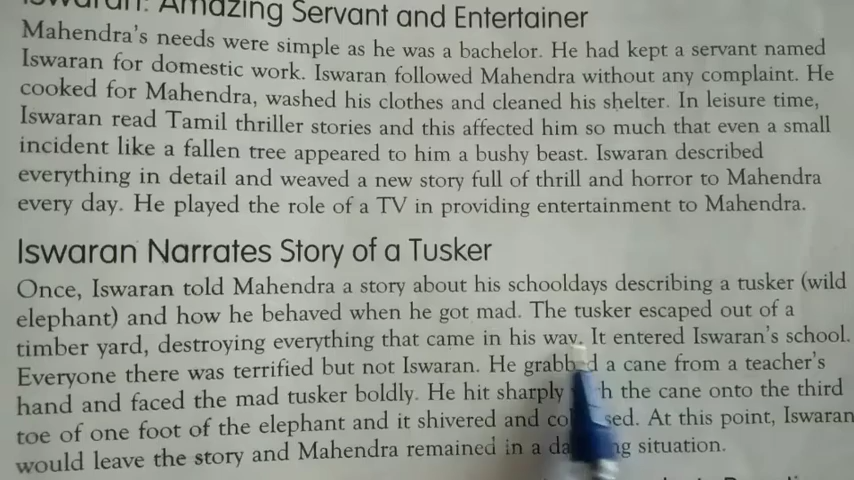 Iswaran: Amazing Servant and Entertainer
Mahendra's needs were simple as he was a bachelor. He had kept a servant named
Iswaran for domestic work. Iswaran followed Mahendra without any complaint. He
cooked for Mahendra, washed his clothes and cleaned his shelter. In leisure time,
Iswaran read Tamil thriller stories and this affected him so much that even a small
incident like a fallen tree appeared to him a bushy beast. Iswaran described
everything in detail and weaved a new story full of thrill and horror to Mahendra
every day. He played the role of a TV in providing entertainment to Mahendra.
Iswaran Narrates Story of a Tusker
Once, Iswaran told Mahendra a story about his schooldays describing a tusker (wild
elephant) and how he behaved when he got mad. The tusker escaped out of a
timber yard, destroying everything that came in his way. It entered Iswaran's school.
Everyone there was terrified but not Iswaran. He grabbed a cane from a teacher's
hand and faced the mad tusker boldly. He hit sharply the cane onto the third
toe of one foot of the elephant and it shivered and At this point, Iswaran
would leave the story and Mahendra remained in a situation.